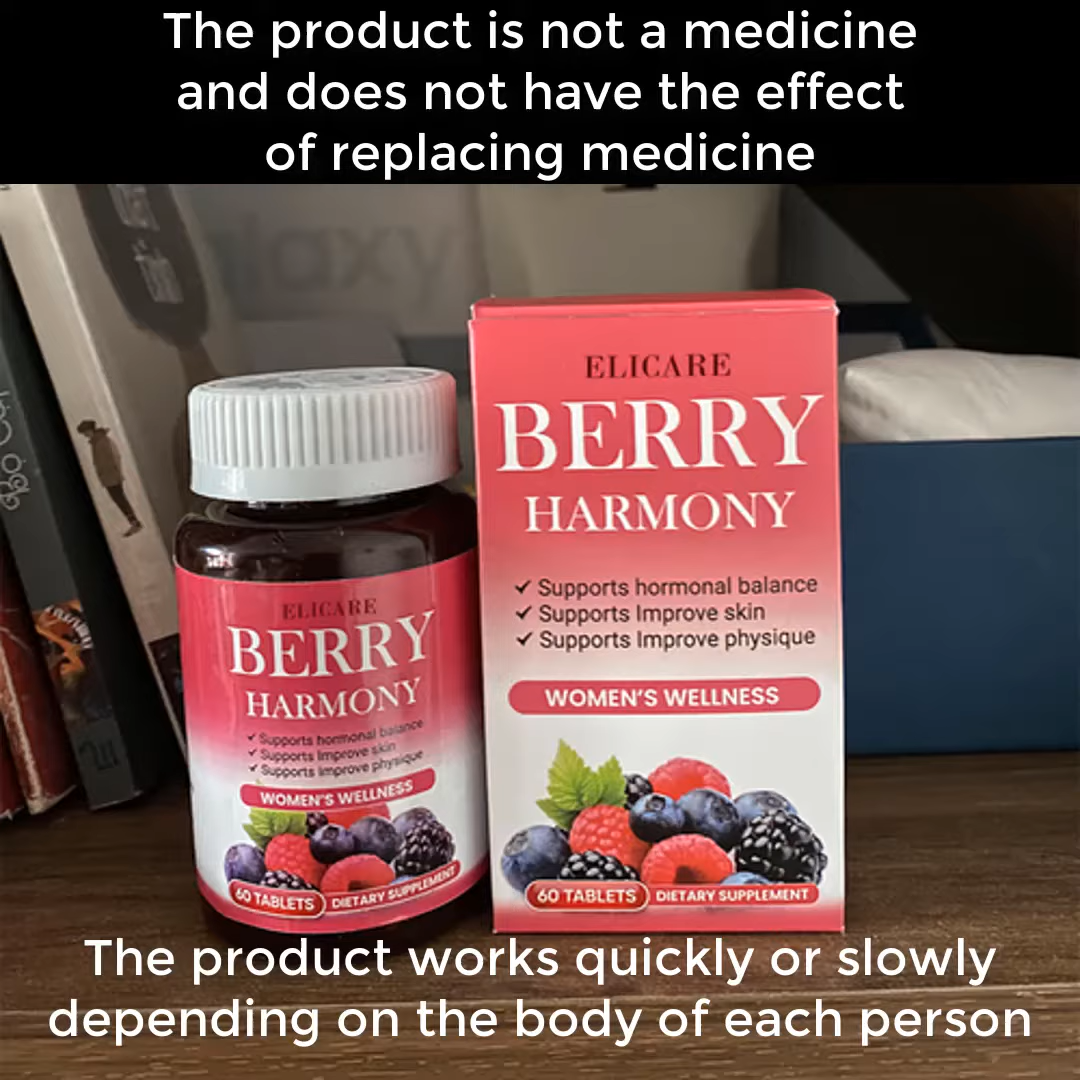 The product is not a medicine
and does not have the effect
of replacing medicine
laxy
ELICARE
BERRY
HARMONY
✓ Supports hormonal balance
✓ Supports Improve skin
✓ Supports Improve physique
WOMEN'S WELLNESS
60 TABLETS DIETARY SUPPLEMENT
ELICARE
BERRY
HARMONY
✓ Supports hormonal balance
✓ Supports Improve skin
✓ Supports Improve physique
WOMEN'S WELLNESS
60 TABLETS DIETARY SUPPLEMENT
The product works quickly or slowly
depending on the body of each person